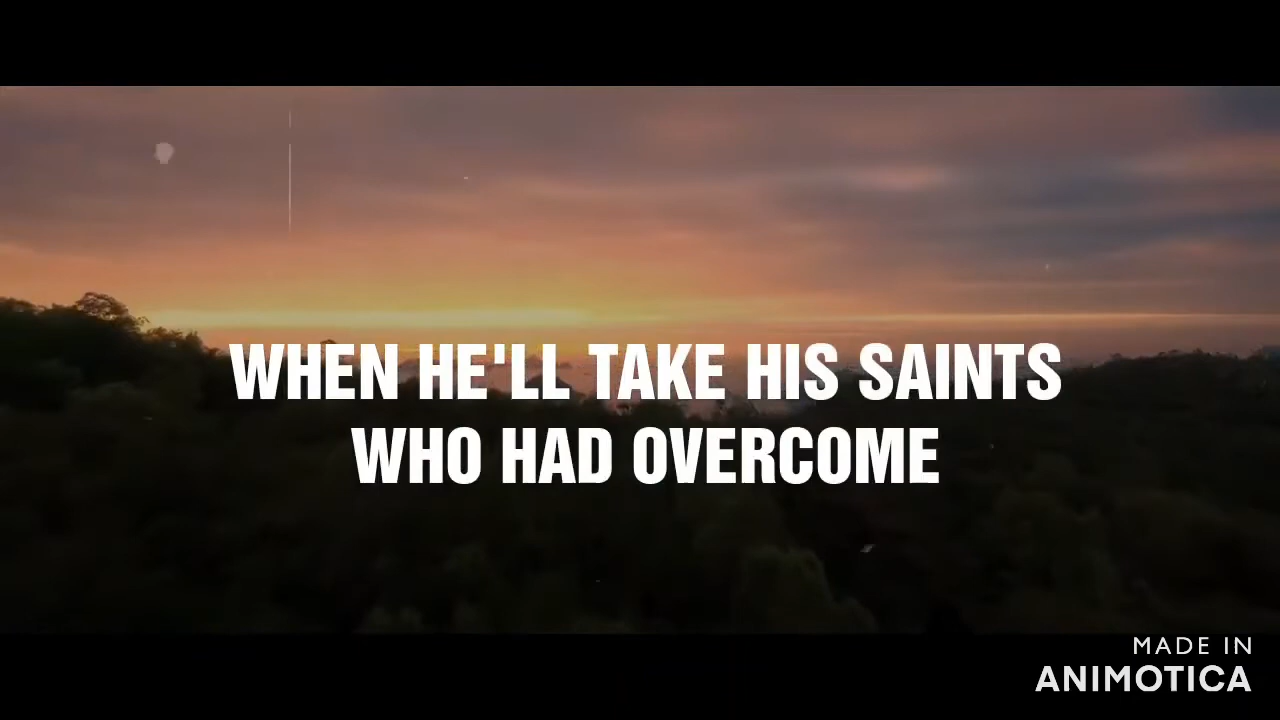 WHEN HE'LL TAKE HIS SAINTS
WHO HAD OVERCOME
MADE IN
ANIMOTICA